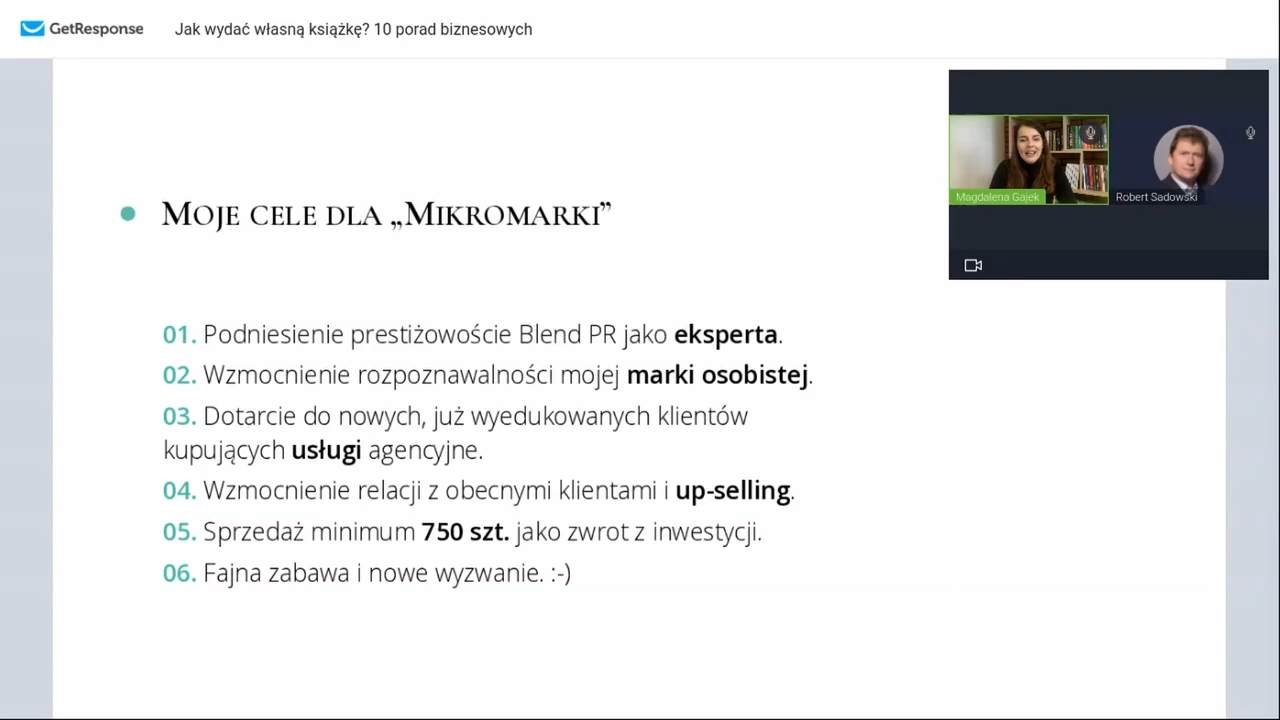 GetResponse
Jak wydać własną książkę? 10 porad biznesowych
Magdalena Gajek
Robert Sadowski
MOJE CELE DLA „MIKROMARKI”
01. Podniesienie prestiżowoście Blend PR jako eksperta.
02. Wzmocnienie rozpoznawalności mojej marki osobistej.
03. Dotarcie do nowych, już wyedukowanych klientów
kupujących usługi agencyjne.
04. Wzmocnienie relacji z obecnymi klientami i up-selling.
05. Sprzedaż minimum 750 szt. jako zwrot z inwestycji.
06. Fajna zabawa i nowe wyzwanie. :-)